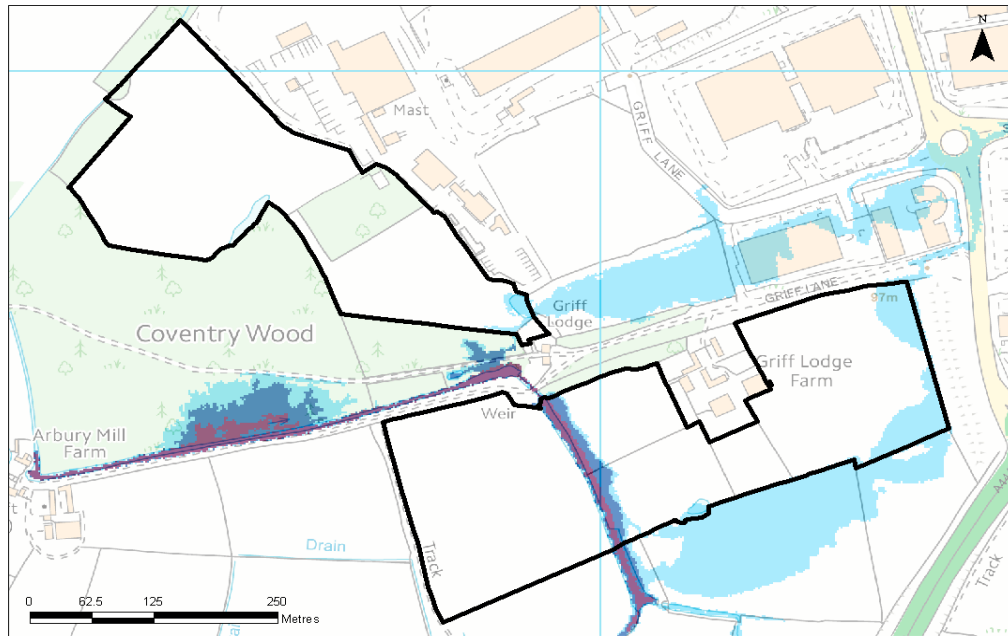 N
Mast
GRIFF LANE
Griff
Lodge
GRIFF LANE
97m
Coventry Wood
Griff Lodge
Farm
Weir
Arbury Mill
Farm
Drain
Track
Track
0 62.5 125 250
Metres